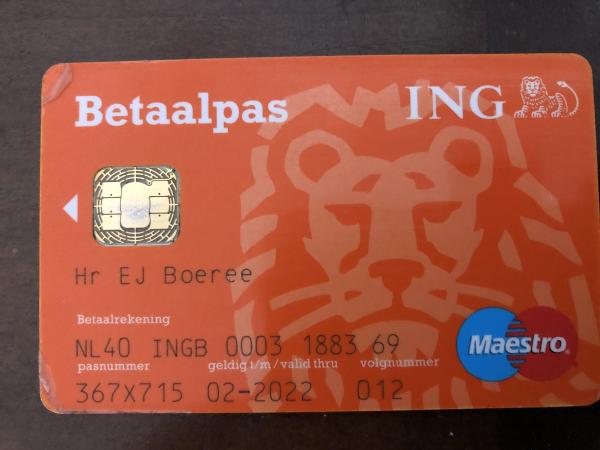 Betaalpas ING
Hr EJ Boeree
Betaalrekening
NL40 INGB 0003 1883 69
pasnummer geldig t/m / valid thru volgnummer
367X715 02-2022 012
Maestro